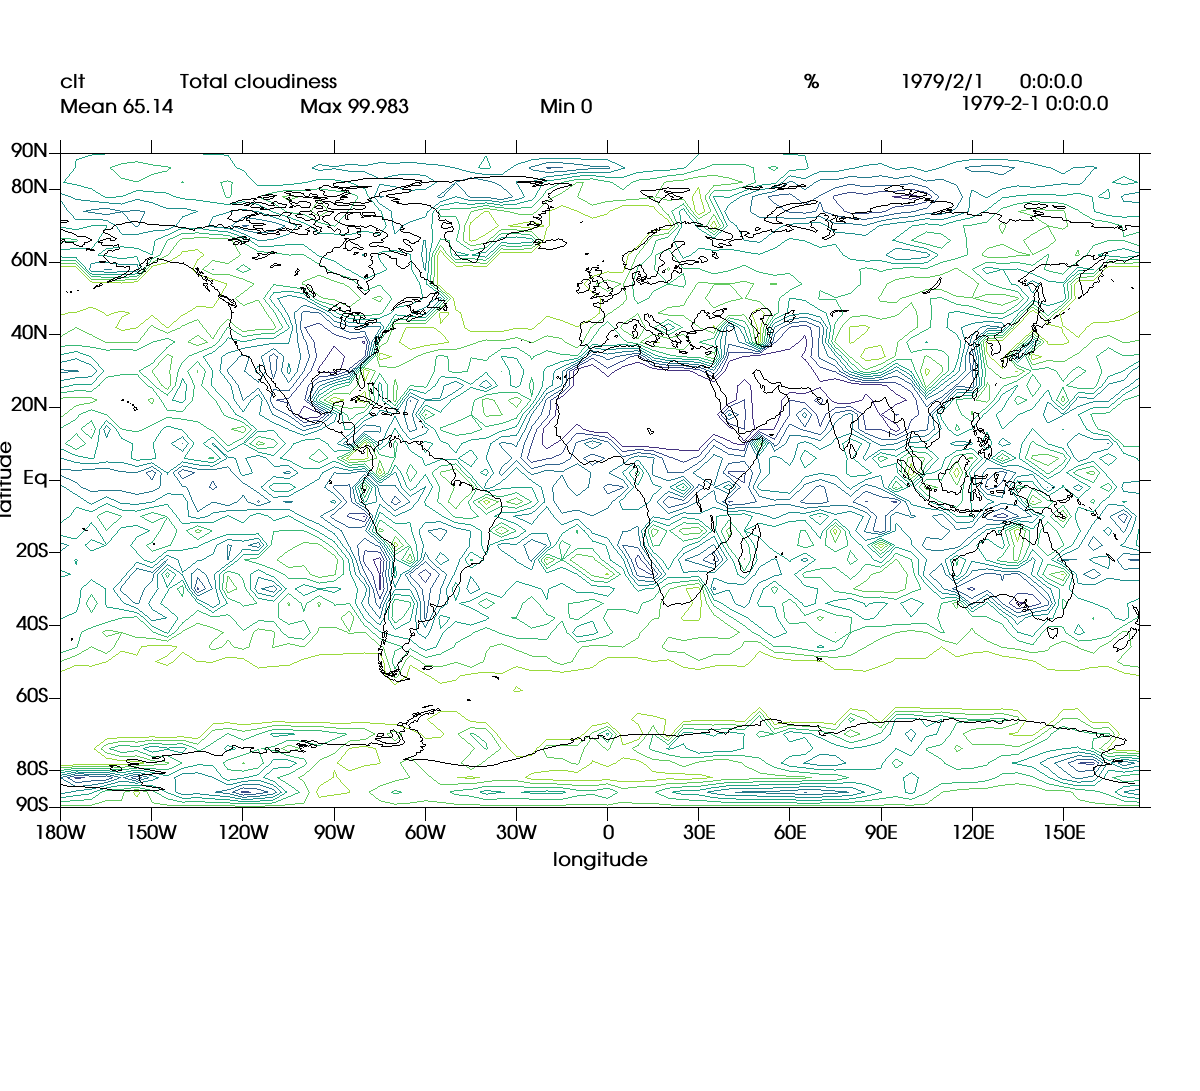 clt Total cloudiness % 1979/2/1 0:0:0.0
Mean 65.14 Max 99.983 Min 0 1979-2-1 0:0:0.0
90N
80N
60N
40N
20N
Eq
20S
40S
60S
80S
90S
latitude
180W 150W 120W 90W 60W 30W 0 30E 60E 90E 120E 150E
longitude